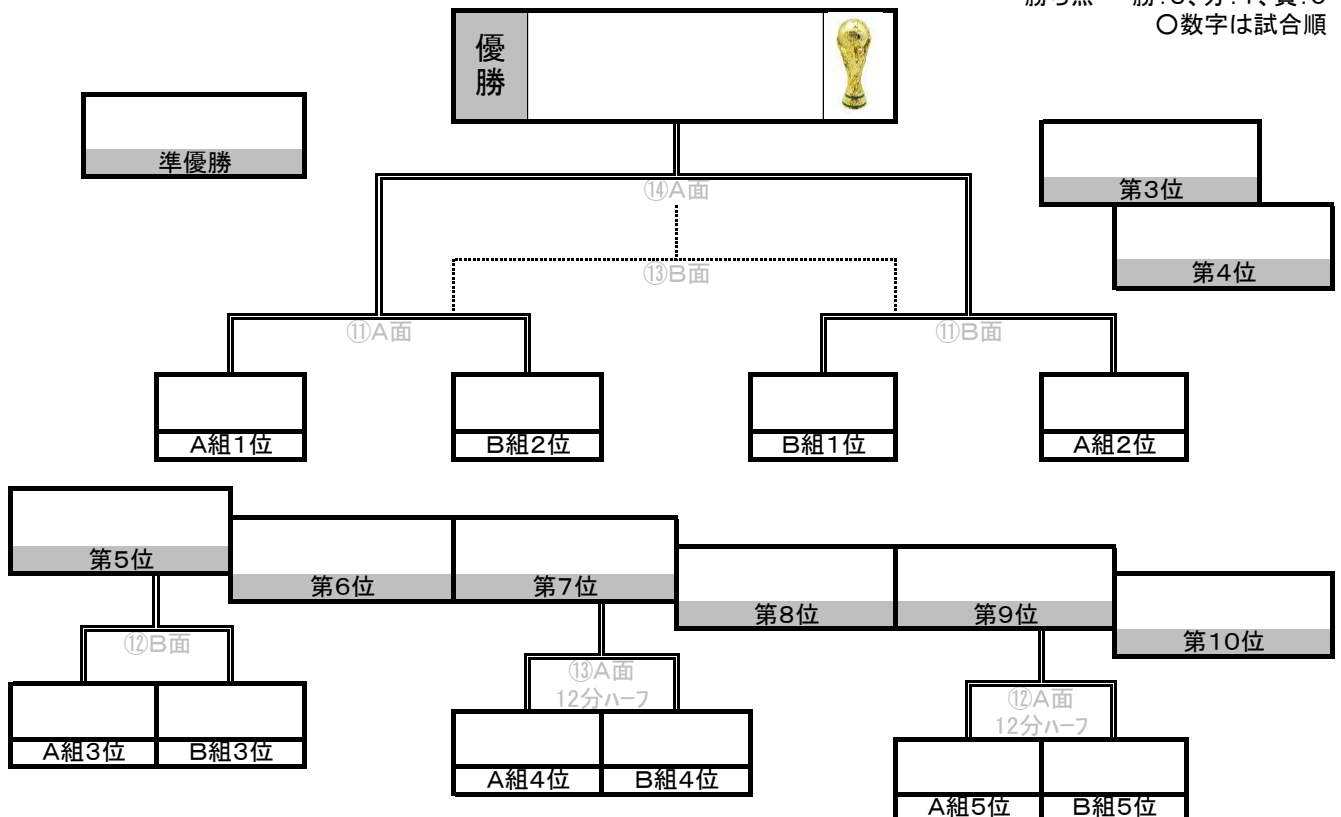 〇数字は試合順
優勝
準優勝
第3位
⑭A面
第4位
⑬B面
⑪A面
⑪B面
A組1位
B組2位
B組1位
A組2位
第5位
第6位
第7位
第8位
第9位
第10位
⑫B面
⑬A面
12分ハーフ
⑫A面
12分ハーフ
A組3位
B組3位
A組4位
B組4位
A組5位
B組5位